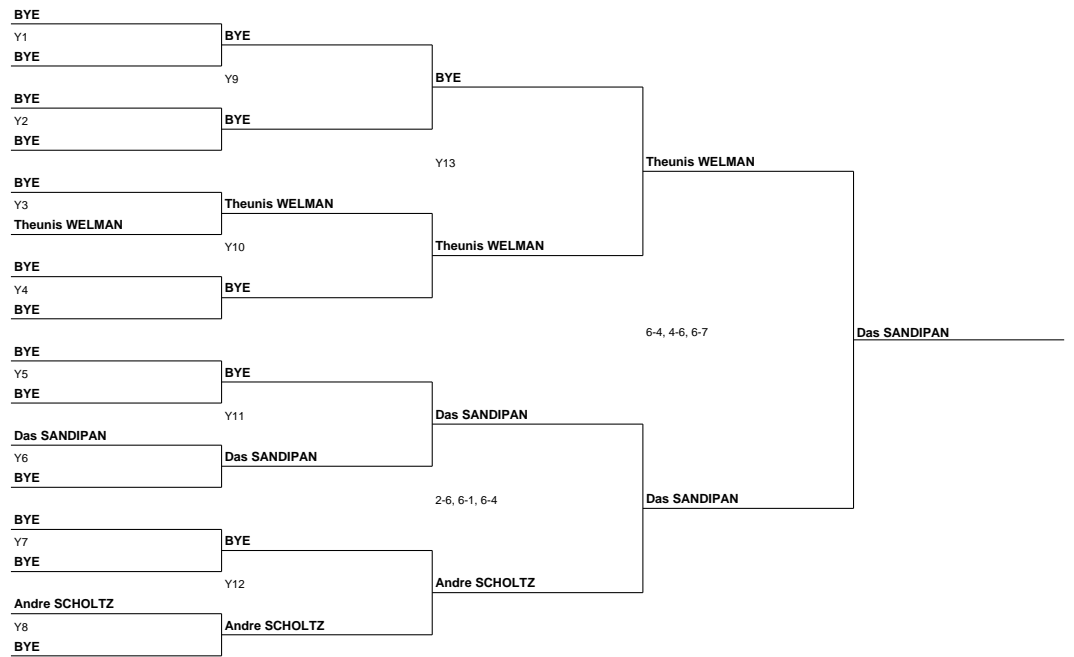 BYE
Y1
BYE
BYE
Y9
BYE
BYE
Y2
BYE
BYE
Y13
Theunis WELMAN
BYE
Y3
Theunis WELMAN
Theunis WELMAN
Y10
Theunis WELMAN
BYE
Y4
BYE
BYE
6-4, 4-6, 6-7
Das SANDIPAN
BYE
Y5
BYE
BYE
Y11
Das SANDIPAN
Das SANDIPAN
Y6
Das SANDIPAN
BYE
2-6, 6-1, 6-4
Das SANDIPAN
BYE
Y7
BYE
BYE
Y12
Andre SCHOLTZ
Andre SCHOLTZ
Y8
Andre SCHOLTZ
BYE